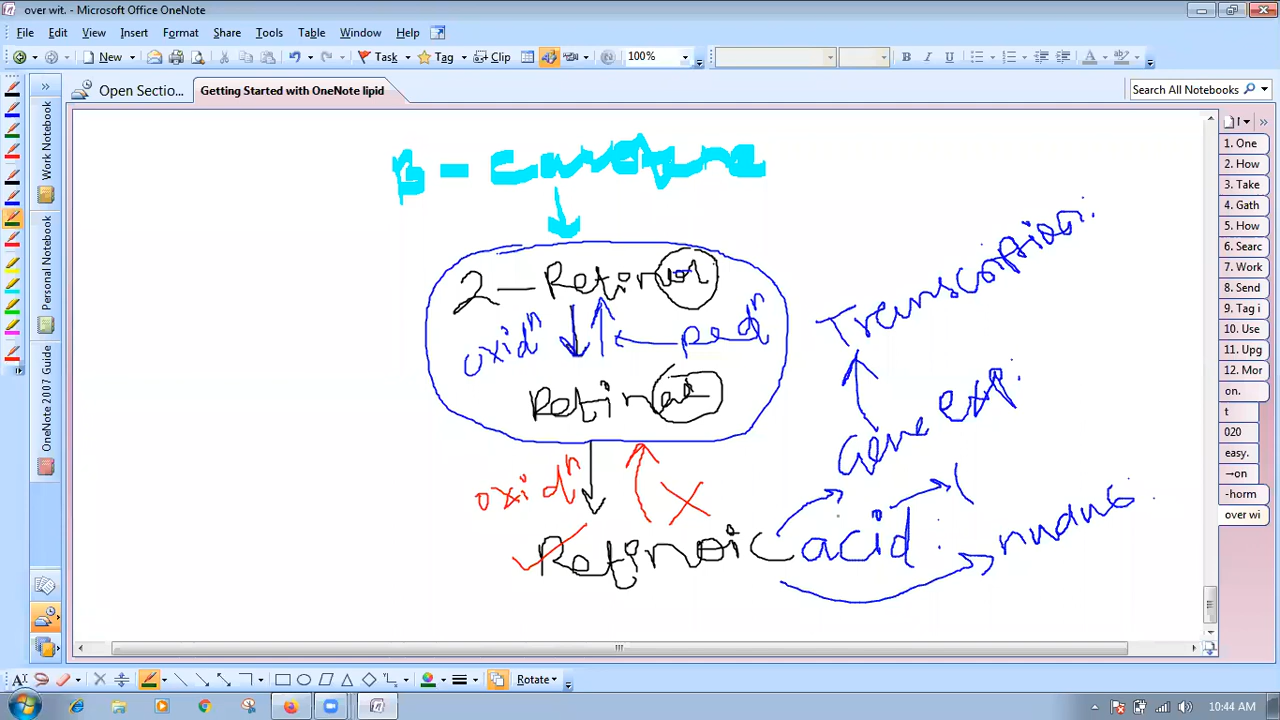 over wit. - Microsoft Office OneNote
File Edit View Insert Format Share Tools Table Window Help
New Task Tag Clip 100%
Open Sectio... Getting Started with OneNote lipid
Search All Notebooks
Work Notebook
Personal Notebook
OneNote 2007 Guide
β - Carotene
2 - Retinol
oxidⁿ
Redⁿ
Retinal
oxidⁿ
X
Retinoic acid
Gene exp.
Transcription.
1. One
2. How
3. Take
4. Gath
5. How
6. Searc
7. Work
8. Send
9. Tag i
10. Use
11. Upg
12. Mor
on.
t
020
easy.
→on
-horm
over wi
Rotate
10:44 AM